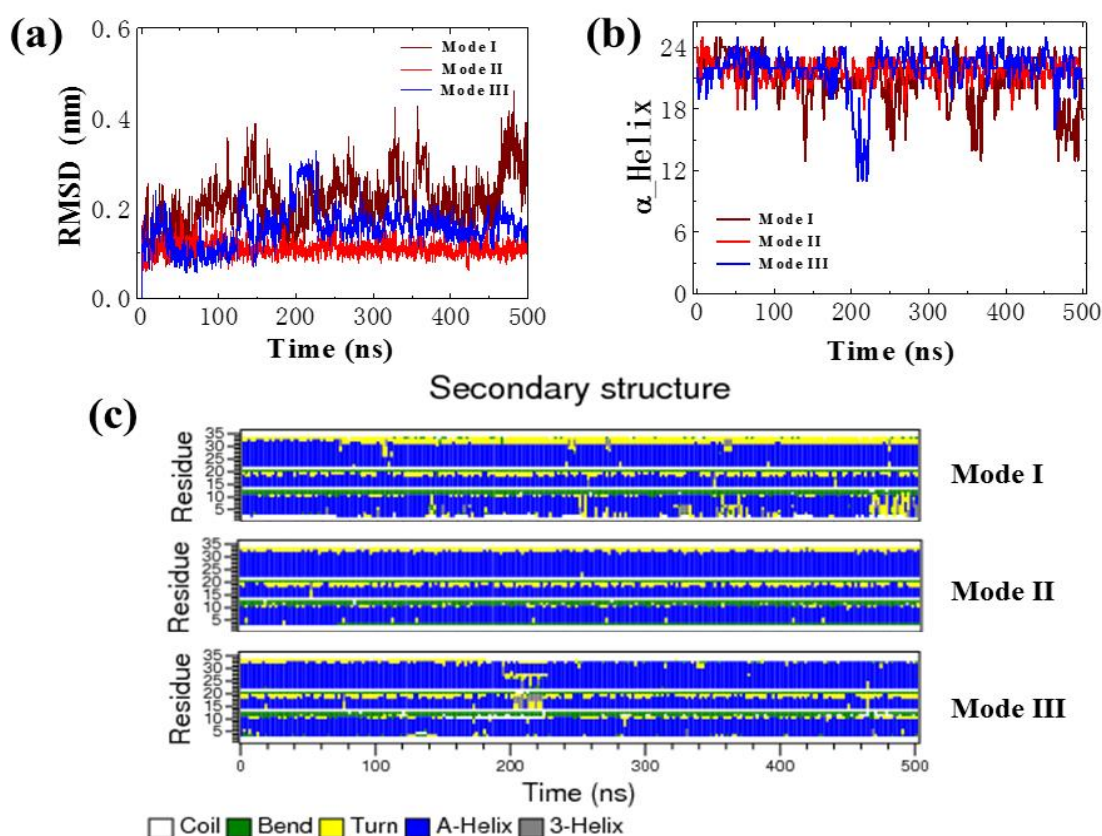 (a)
RMSD (nm)
0.6
0.4
0.2
0.0
Mode I
Mode II
Mode III
0 100 200 300 400 500
Time (ns)
(b)
α_Helix
24
18
12
6
0
Mode I
Mode II
Mode III
0 100 200 300 400 500
Time (ns)
Secondary structure
(c)
Residue
35
30
25
20
15
10
5
Mode I
Residue
35
30
25
20
15
10
5
Mode II
Residue
35
30
25
20
15
10
5
Mode III
0 100 200 300 400 500
Time (ns)
Coil Bend Turn A-Helix 3-Helix